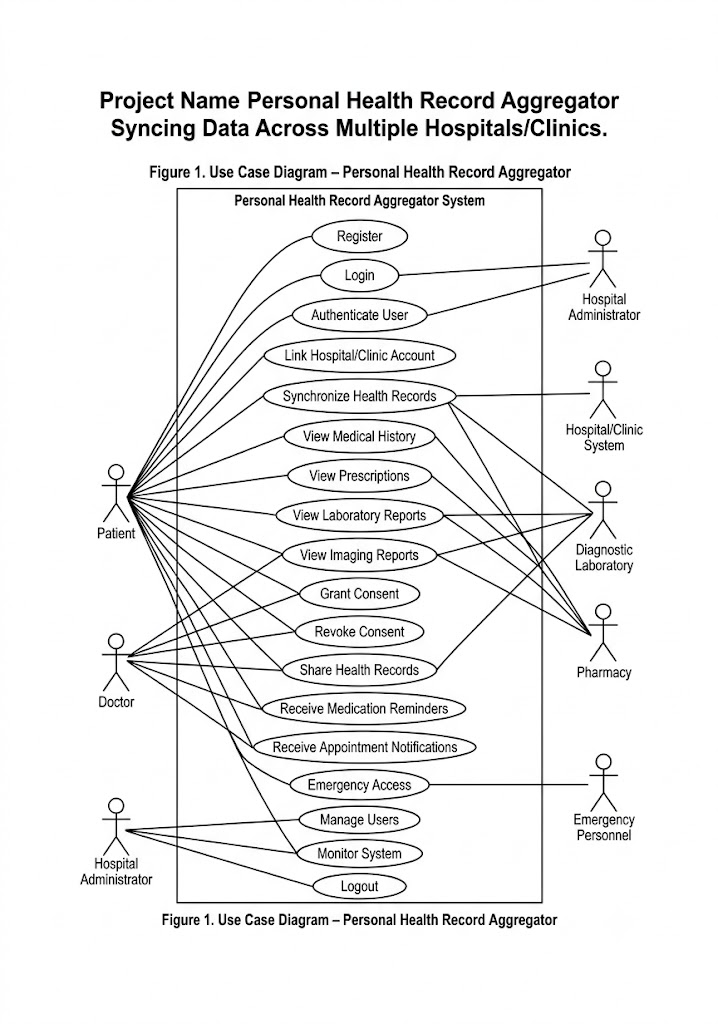 Project Name Personal Health Record Aggregator
Syncing Data Across Multiple Hospitals/Clinics.
Figure 1. Use Case Diagram – Personal Health Record Aggregator
Personal Health Record Aggregator System
Register
Login
Authenticate User
Link Hospital/Clinic Account
Synchronize Health Records
View Medical History
View Prescriptions
View Laboratory Reports
View Imaging Reports
Grant Consent
Revoke Consent
Share Health Records
Receive Medication Reminders
Receive Appointment Notifications
Emergency Access
Manage Users
Monitor System
Logout
Patient
Doctor
Hospital
Administrator
Hospital
Administrator
Hospital/Clinic
System
Diagnostic
Laboratory
Pharmacy
Emergency
Personnel
Figure 1. Use Case Diagram – Personal Health Record Aggregator